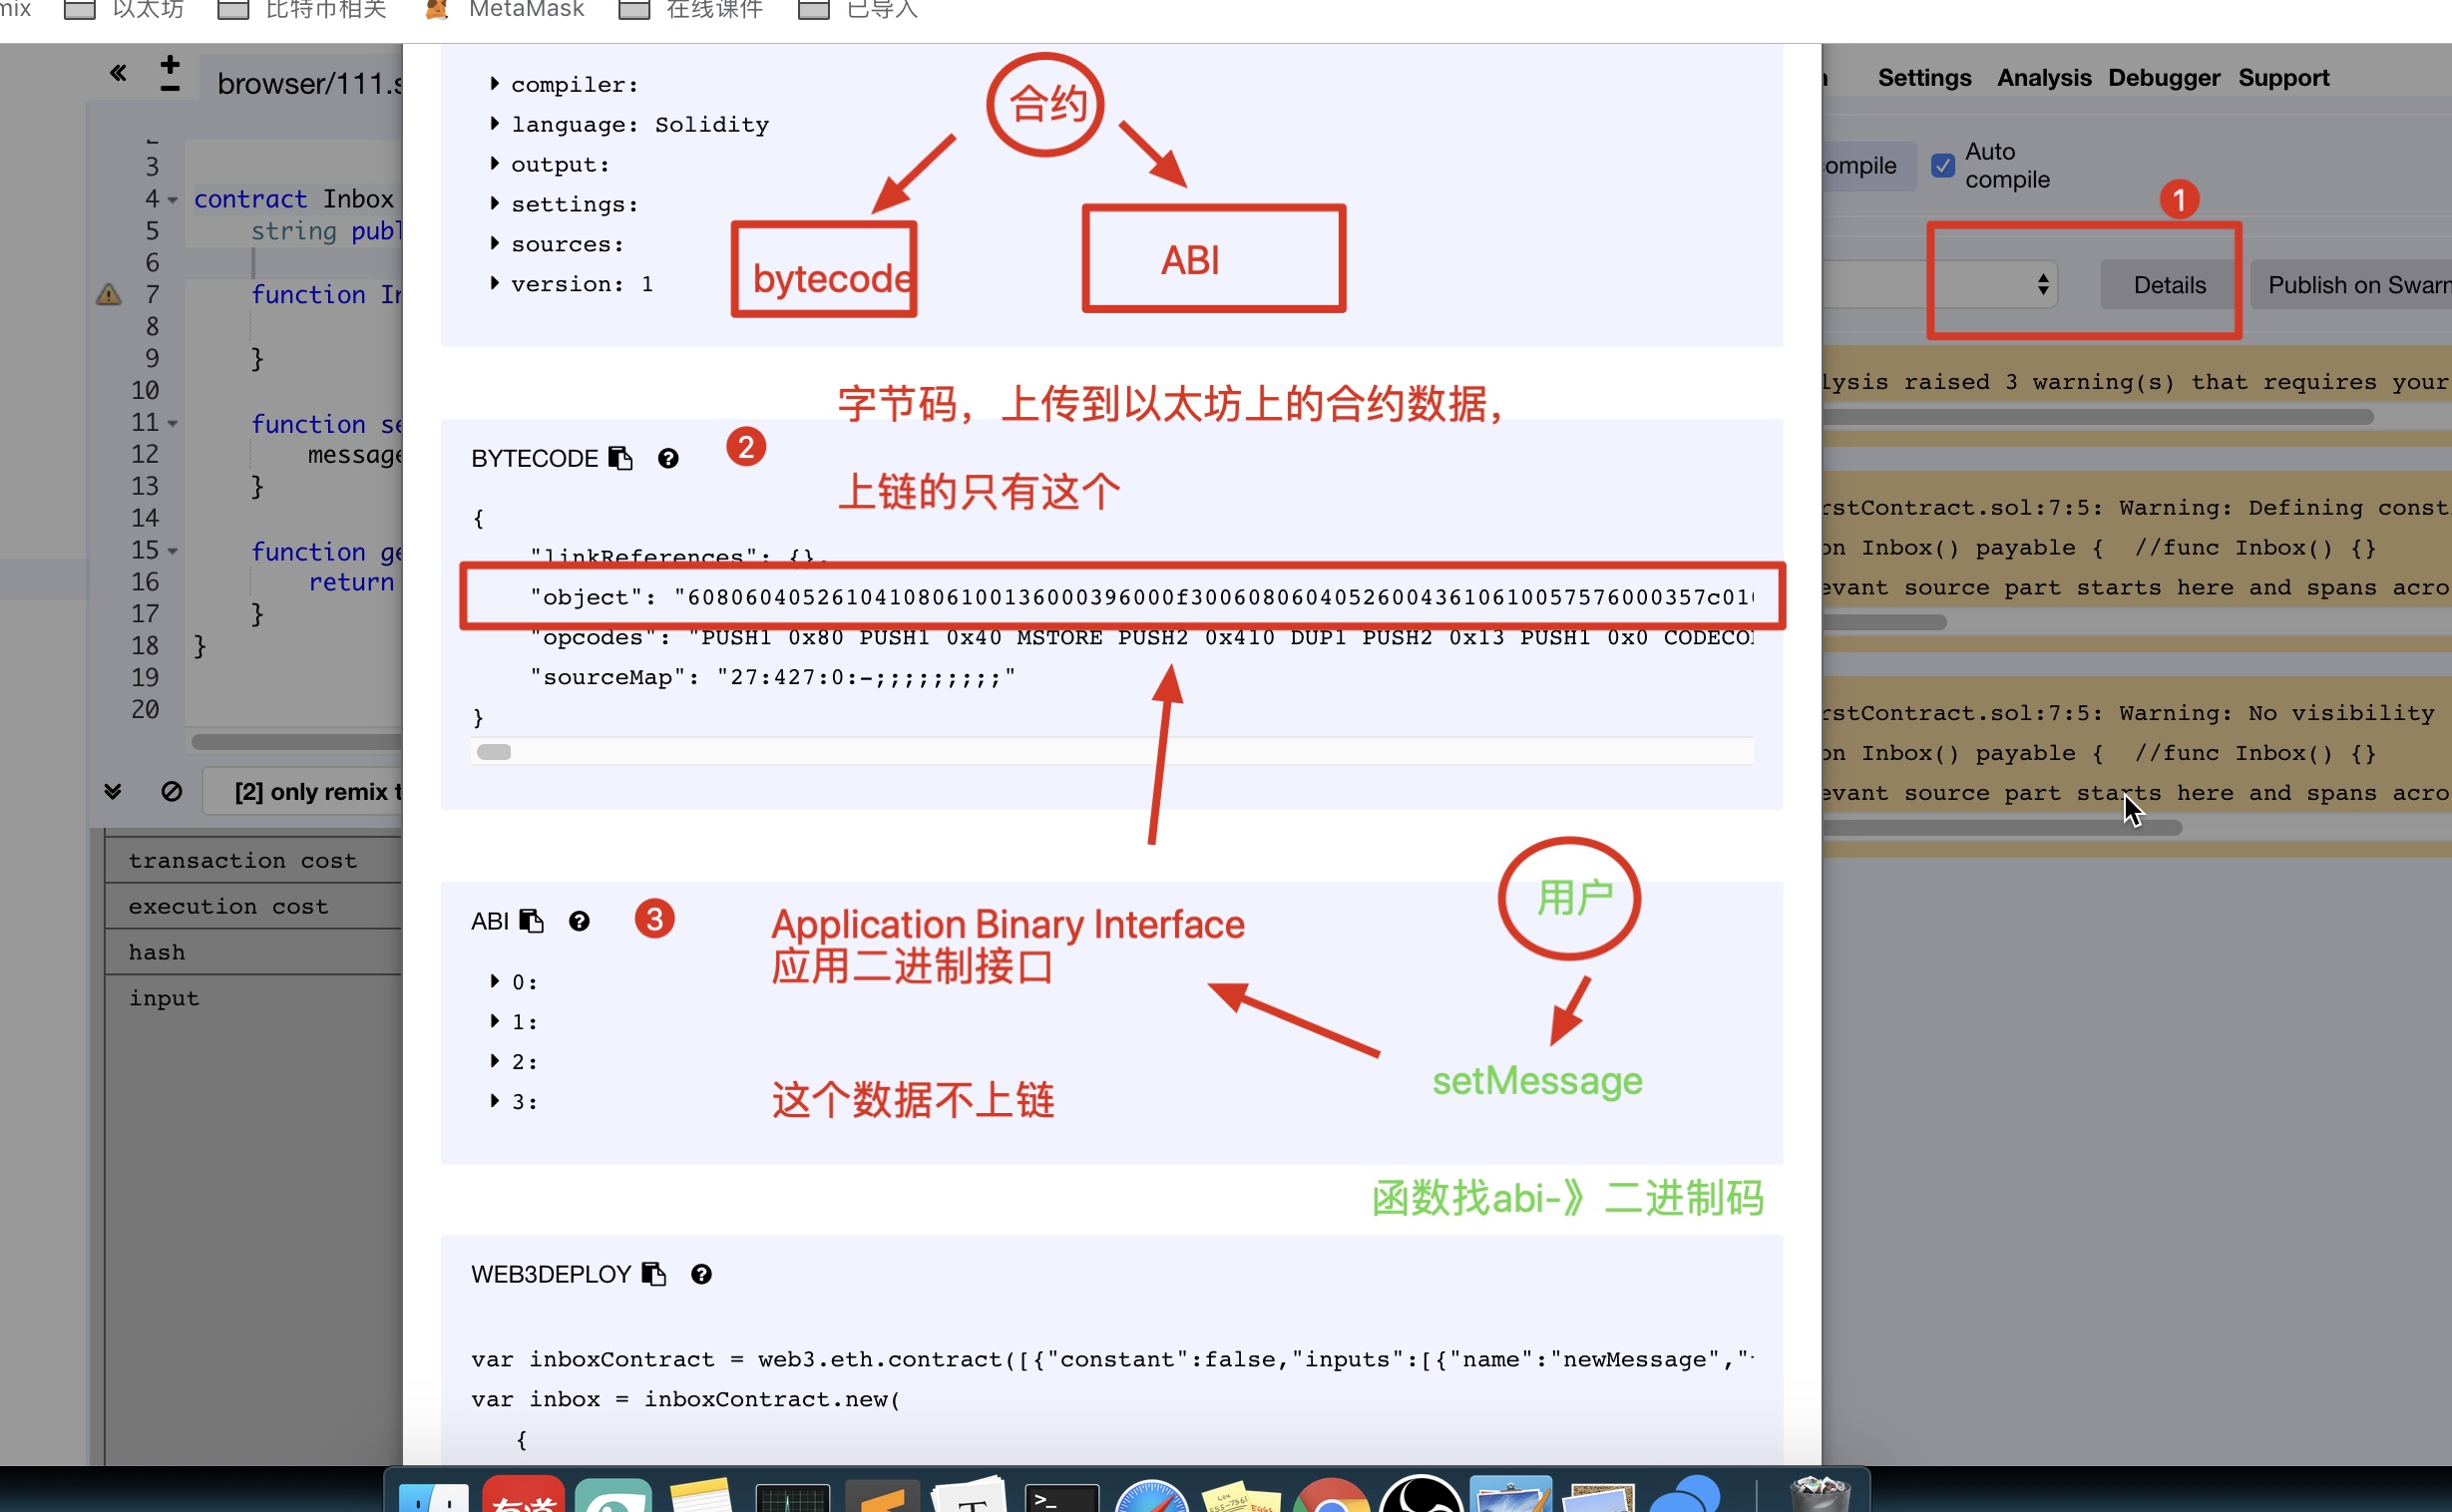 以太坊
比特币相关
MetaMask
在线课件
已导入
browser/111.s
3
4 contract Inbox
5 string publ
6
7 function In
8
9 }
10
11 function se
12 message
13 }
14
15 function ge
16 return
17 }
18 }
19
20
[2] only remix t
transaction cost
execution cost
hash
input
compiler:
language: Solidity
output:
settings:
sources:
version: 1
合约
bytecode
ABI
字节码，上传到以太坊上的合约数据，
BYTECODE
2
上链的只有这个
{
"linkReferences": {},
"object": "6080604052610410806100136000396000f300608060405260043610610057576000357c010
"opcodes": "PUSH1 0x80 PUSH1 0x40 MSTORE PUSH2 0x410 DUP1 PUSH2 0x13 PUSH1 0x0 CODECO
"sourceMap": "27:427:0:-;;;;;;;;;"
}
ABI
3
Application Binary Interface
应用二进制接口
0:
1:
2:
3:
这个数据不上链
用户
setMessage
函数找abi-》二进制码
WEB3DEPLOY
var inboxContract = web3.eth.contract([{"constant":false,"inputs":[{"name":"newMessage","
var inbox = inboxContract.new(
{
Settings
Analysis
Debugger
Support
ompile
Auto
compile
1
Details
Publish on Swarm
lysis raised 3 warning(s) that requires your
rstContract.sol:7:5: Warning: Defining const
on Inbox() payable { //func Inbox() {}
evant source part starts here and spans acro
rstContract.sol:7:5: Warning: No visibility
on Inbox() payable { //func Inbox() {}
evant source part starts here and spans acro